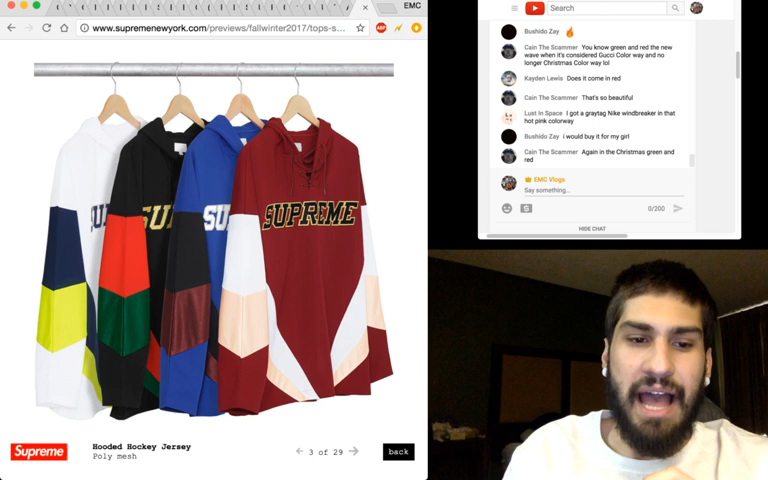 EMC
www.supremenewyork.com/previews/fallwinter2017/tops-s...
ABP
SUPREME
Supreme
Hooded Hockey Jersey
Poly mesh
3 of 29
back
Search
Bushido Zay
Cain The Scammer You know green and red the new
wave when it's considered Gucci Color way and no
longer Christmas Color way lol
Kayden Lewis Does it come in red
Cain The Scammer That's so beautiful
Lust In Space I got a graytag Nike windbreaker in that
hot pink colorway
Bushido Zay i would buy it for my girl
Cain The Scammer Again in the Christmas green and
red
EMC Vlogs
Say something...
0/200
HIDE CHAT